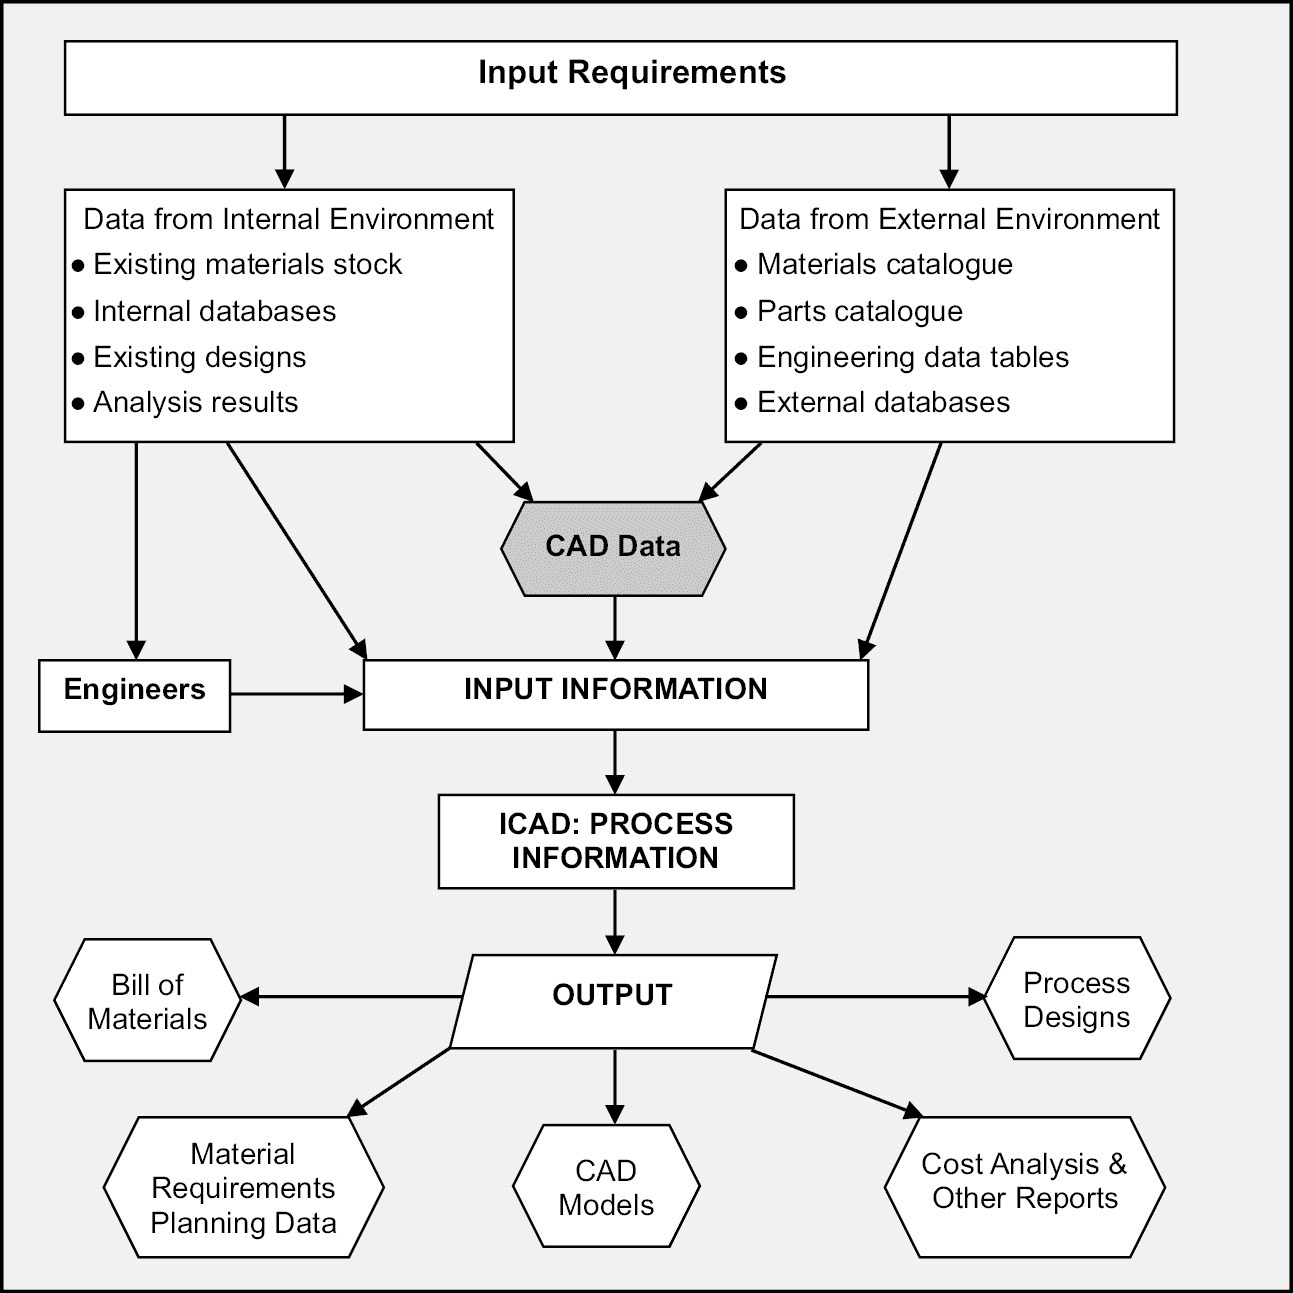 Input Requirements
Data from Internal Environment
● Existing materials stock
● Internal databases
● Existing designs
● Analysis results
Data from External Environment
● Materials catalogue
● Parts catalogue
● Engineering data tables
● External databases
CAD Data
Engineers
INPUT INFORMATION
ICAD: PROCESS
INFORMATION
OUTPUT
Bill of
Materials
Process
Designs
Material
Requirements
Planning Data
CAD
Models
Cost Analysis &
Other Reports